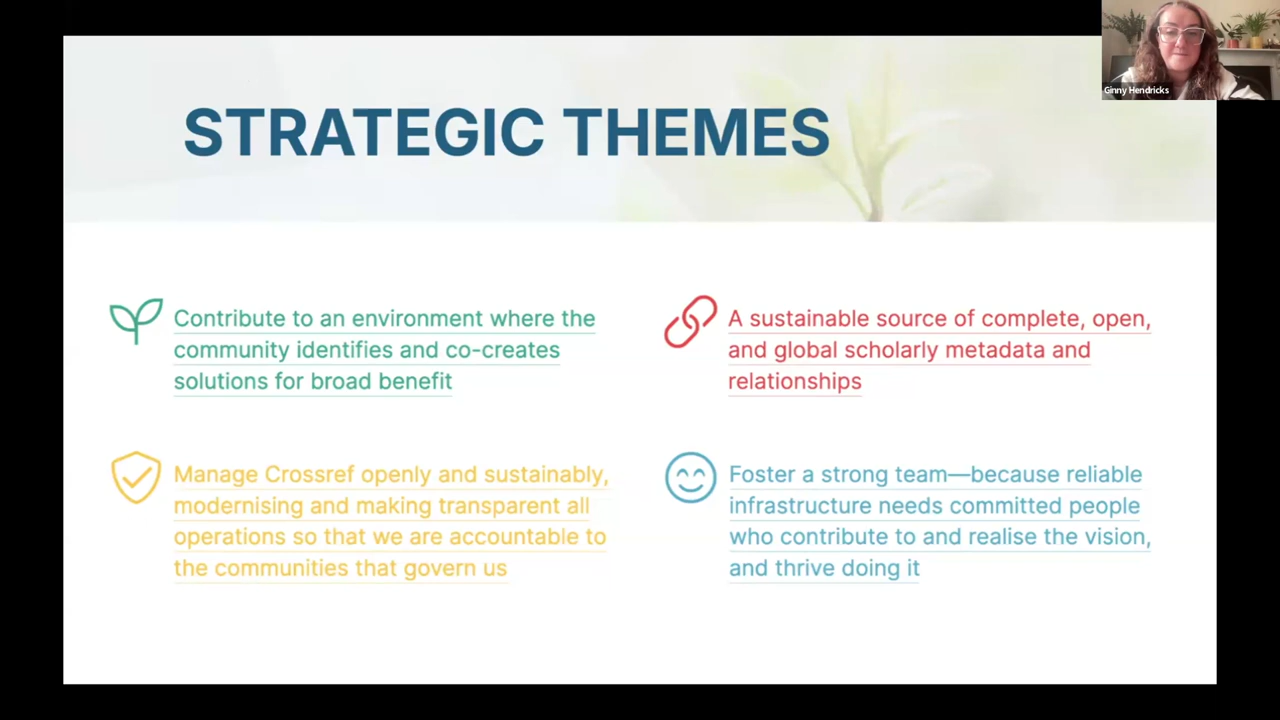 Ginny Hendricks
STRATEGIC THEMES
Contribute to an environment where the
community identifies and co-creates
solutions for broad benefit
A sustainable source of complete, open,
and global scholarly metadata and
relationships
Manage Crossref openly and sustainably,
modernising and making transparent all
operations so that we are accountable to
the communities that govern us
Foster a strong team—because reliable
infrastructure needs committed people
who contribute to and realise the vision,
and thrive doing it